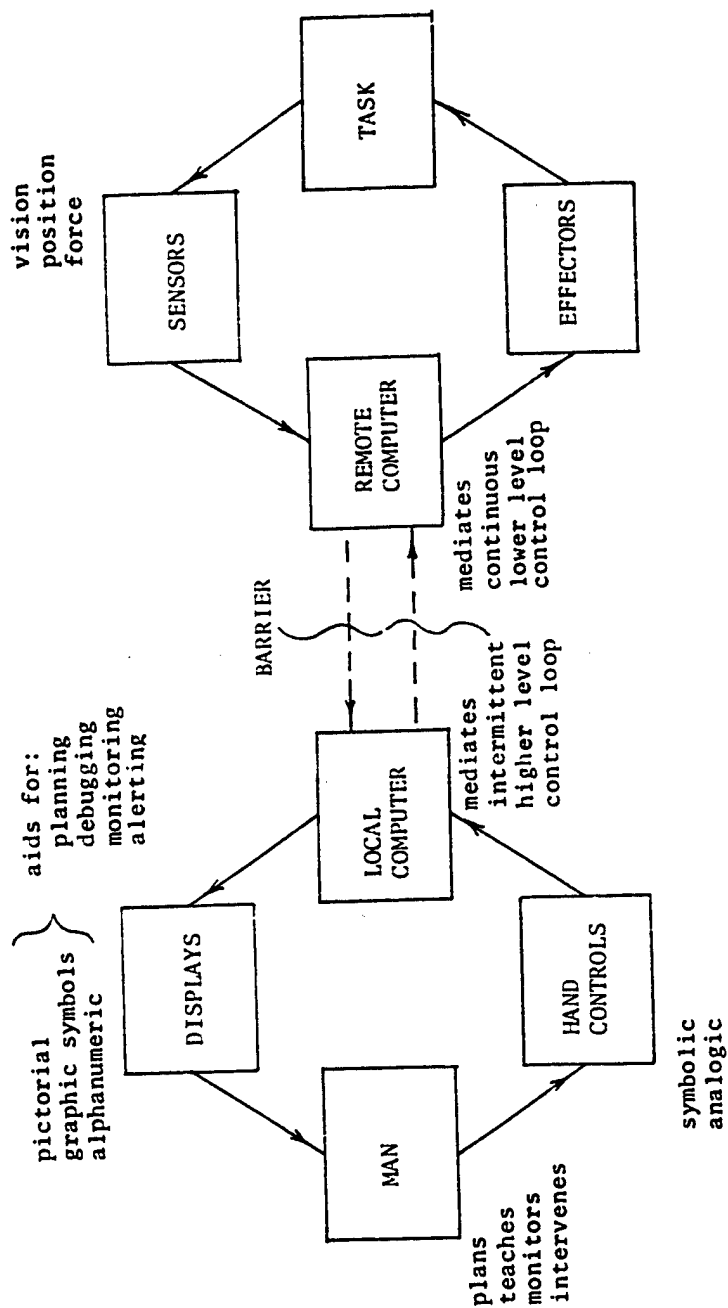 pictorial
graphic symbols
alphanumeric
aids for:
planning
debugging
monitoring
alerting
vision
position
force
DISPLAYS
SENSORS
BARRIER
MAN
LOCAL
COMPUTER
REMOTE
COMPUTER
TASK
plans
teaches
monitors
intervenes
HAND
CONTROLS
mediates
intermittent
higher level
control loop
mediates
continuous
lower level
control loop
EFFECTORS
symbolic
analogic